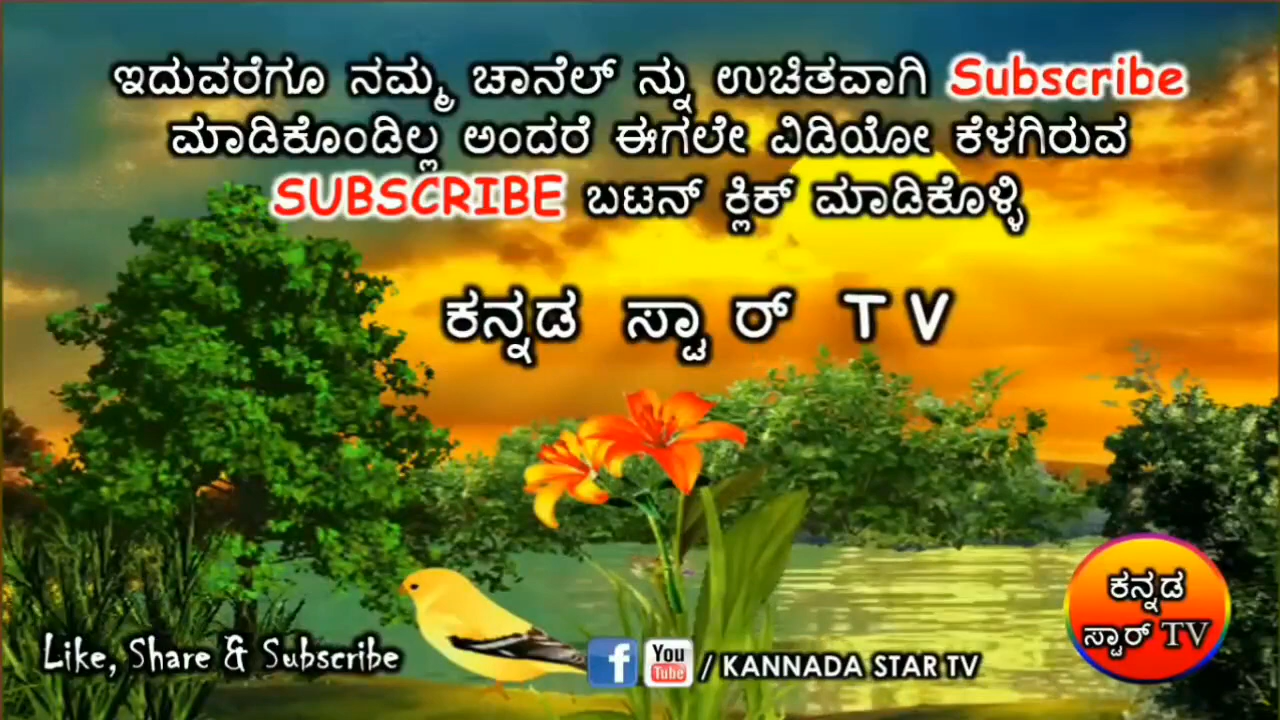 ಇದುವರೆಗೂ ನಮ್ಮ ಚಾನೆಲ್ ನ್ನು ಉಚಿತವಾಗಿ Subscribe
ಮಾಡಿಕೊಂಡಿಲ್ಲ ಅಂದರೆ ಈಗಲೇ ವಿಡಿಯೋ ಕೆಳಗಿರುವ
SUBSCRIBE ಬಟನ್ ಕ್ಲಿಕ್ ಮಾಡಿಕೊಳ್ಳಿ
ಕನ್ನಡ ಸ್ಟಾರ್ TV
ಕನ್ನಡ
ಸ್ಟಾರ್ TV
Like, Share & Subscribe
f You Tube / KANNADA STAR TV